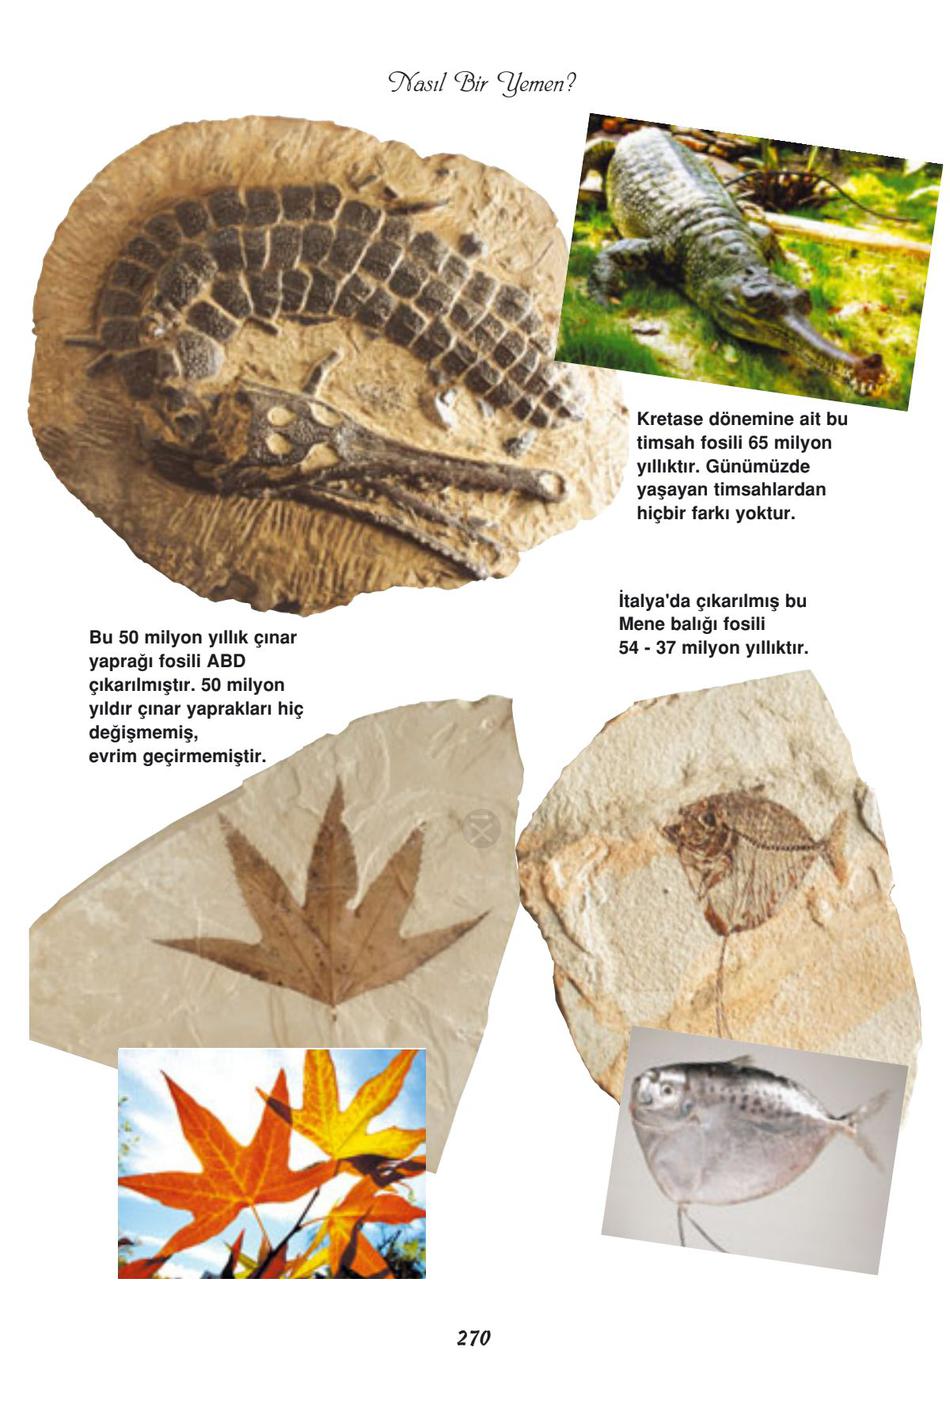 Nasıl Bir Yemen?
Kretase dönemine ait bu
timsah fosili 65 milyon
yıllıktır. Günümüzde
yaşayan timsahlardan
hiçbir farkı yoktur.
İtalya'da çıkarılmış bu
Mene balığı fosili
54 - 37 milyon yıllıktır.
Bu 50 milyon yıllık çınar
yaprağı fosili ABD
çıkarılmıştır. 50 milyon
yıldır çınar yaprakları hiç
değişmemiş,
evrim geçirmemiştir.
270